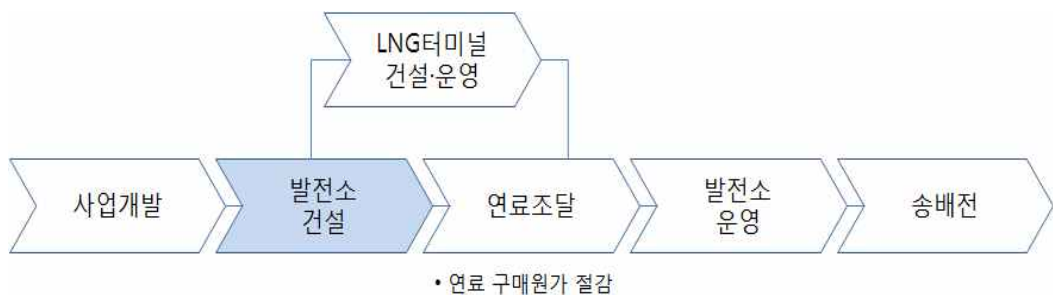 LNG터미널
건설·운영
사업개발
발전소
건설
연료조달
발전소
운영
송배전
• 연료 구매원가 절감